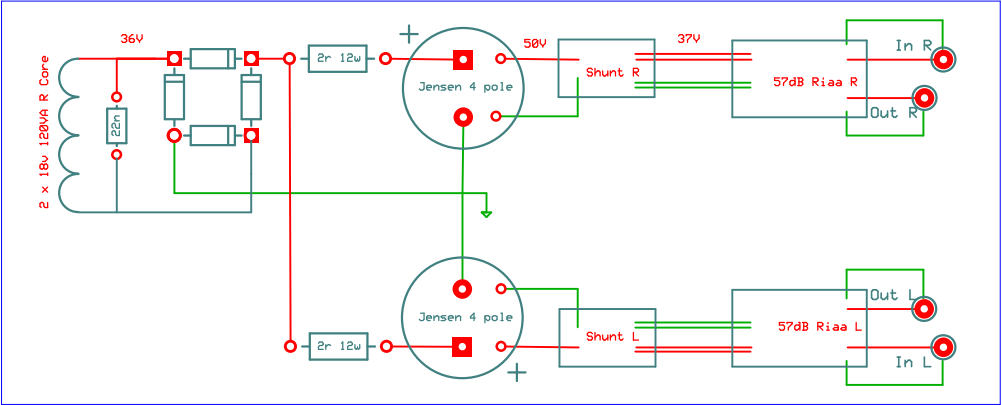 36V
50V
37V
In R
2r 12w
Shunt R
57dB Riaa R
Jensen 4 pole
Out R
22n
2 x 18v 120VA R Core
Out L
Jensen 4 pole
57dB Riaa L
Shunt L
2r 12w
In L